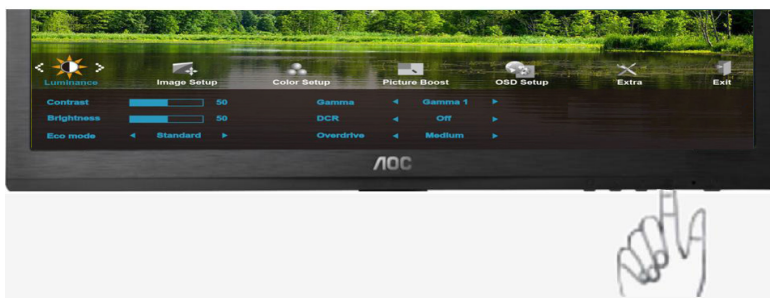 < >
Luminance Image Setup Color Setup Picture Boost OSD Setup Extra Exit
Contrast 50 Gamma ◄ Gamma 1 ►
Brightness 50 DCR ◄ Off ►
Eco mode ◄ Standard ► Overdrive ◄ Medium ►
AOC